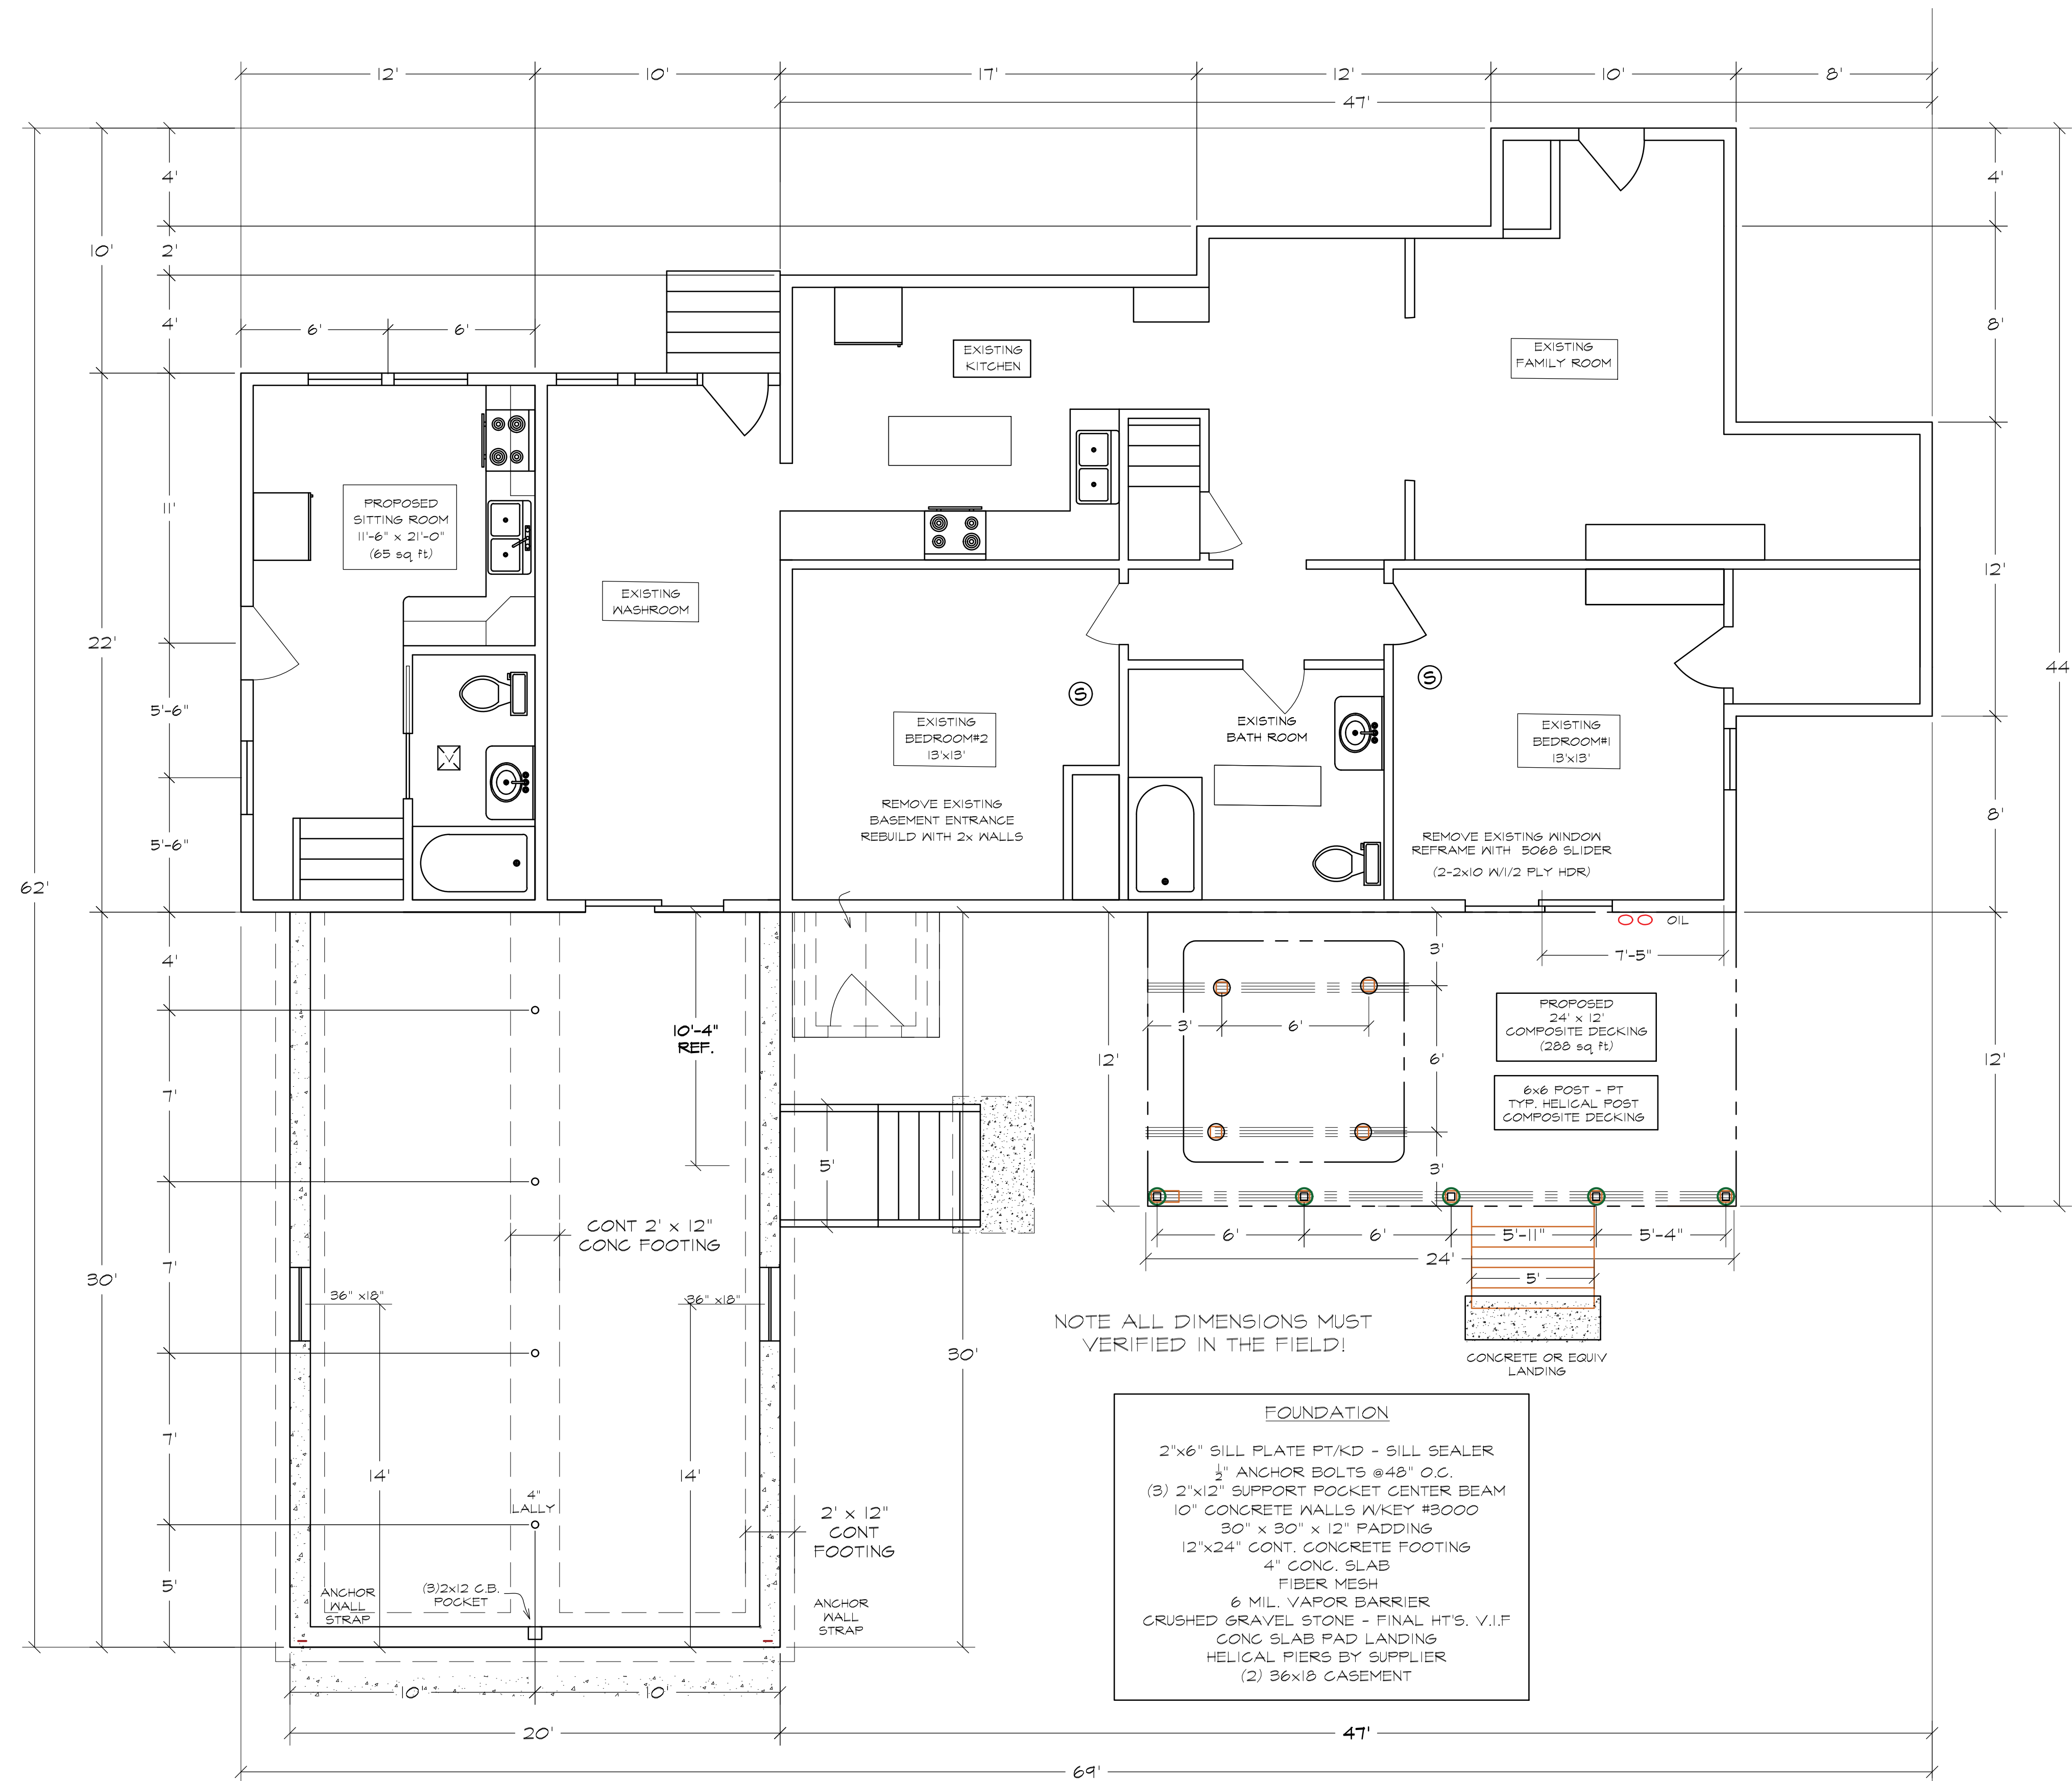 12' 10' 17' 12' 10' 8'
47'
4' 4'
10' 2'
4' 8'
6' 6'
EXISTING
KITCHEN
EXISTING
FAMILY ROOM
PROPOSED
SITTING ROOM
11'-6" x 21'-0"
(65 sq ft)
11'
12'
EXISTING
WASHROOM
22'
44
5'-6"
EXISTING
BEDROOM#2
13'x13'
S
EXISTING
BATH ROOM
S
EXISTING
BEDROOM#1
13'x13'
REMOVE EXISTING
BASEMENT ENTRANCE
REBUILD WITH 2x WALLS
REMOVE EXISTING WINDOW
REFRAME WITH 5068 SLIDER
(2-2x10 W/1/2 PLY HDR)
8'
5'-6"
62'
OIL
7'-5"
4'
3'
10'-4"
REF.
3' 6'
PROPOSED
24' x 12'
COMPOSITE DECKING
(288 sq ft)
12' 6' 12'
6x6 POST - PT
TYP. HELICAL POST
COMPOSITE DECKING
7'
5'
3'
CONT 2' x 12"
CONC FOOTING
6' 6' 5'-11" 5'-4"
24'
5'
30'
7'
36" x18" 36" x18"
NOTE ALL DIMENSIONS MUST
VERIFIED IN THE FIELD!
30'
CONCRETE OR EQUIV
LANDING
7'
14' 14'
4"
LALLY
2' x 12"
CONT
FOOTING
5'
ANCHOR
WALL
STRAP
(3)2x12 C.B.
POCKET
ANCHOR
WALL
STRAP
FOUNDATION
2"x6" SILL PLATE PT/KD - SILL SEALER
½" ANCHOR BOLTS @48" O.C.
(3) 2"x12" SUPPORT POCKET CENTER BEAM
10" CONCRETE WALLS W/KEY #3000
30" x 30" x 12" PADDING
12"x24" CONT. CONCRETE FOOTING
4" CONC. SLAB
FIBER MESH
6 MIL. VAPOR BARRIER
CRUSHED GRAVEL STONE - FINAL HT'S. V.I.F
CONC SLAB PAD LANDING
HELICAL PIERS BY SUPPLIER
(2) 36x18 CASEMENT
10" 10'
20' 47'
69'